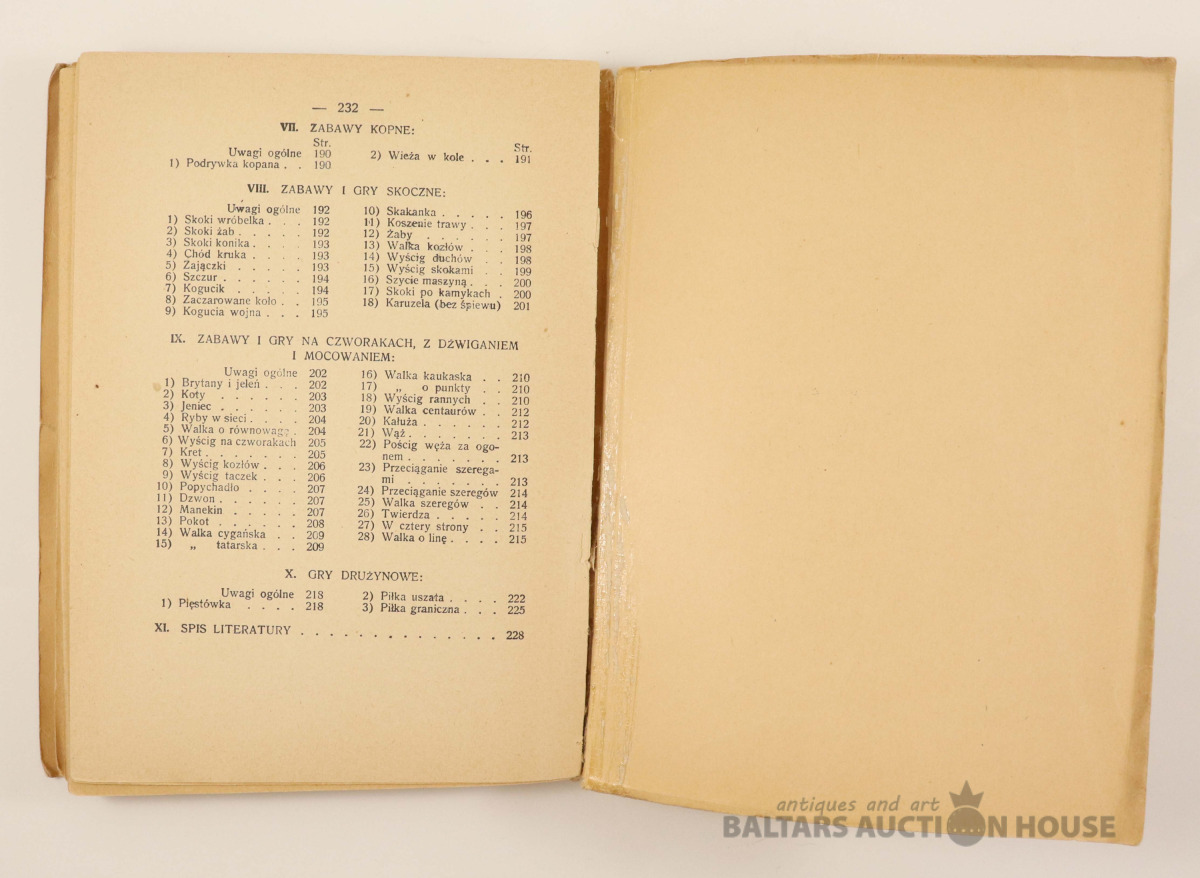 — 232 —
VII. ZABAWY KOPNE:
Str.
Uwagi ogólne 190
1) Podrywka kopana . . 190
Str.
2) Wieża w kole . . . 191
VIII. ZABAWY I GRY SKOCZNE:
Uwagi ogólne 192
1) Skoki wróbelka . . . 192
2) Skoki żab . . . . . 192
3) Skoki konika . . . . 193
4) Chód kruka . . . . 193
5) Zajączki . . . . . 193
6) Szczur . . . . . . 194
7) Kogucik . . . . . 194
8) Zaczarowane koło . . 195
9) Kogucia wojna . . . 195
10) Skakanka . . . . . 196
11) Koszenie trawy . . . 197
12) Żaby . . . . . . 197
13) Walka kozłów . . . 198
14) Wyścig duchów . . 198
15) Wyścig skokami . . 199
16) Szycie maszyną . . . 200
17) Skoki po kamykach . 200
18) Karuzela (bez śpiewu) 201
IX. ZABAWY I GRY NA CZWORAKACH, Z DŹWIGANIEM
I MOCOWANIEM:
Uwagi ogólne 202
1) Brytany i jeleń . . . 202
2) Koty . . . . . . 203
3) Jeniec . . . . . . 203
4) Ryby w sieci . . . . 204
5) Walka o równowagę . 204
6) Wyścig na czworakach 205
7) Kret . . . . . . . 205
8) Wyścig kozłów . . . 206
9) Wyścig taczek . . . 206
10) Popychadło . . . . 207
11) Dzwon . . . . . . 207
12) Manekin . . . . . 207
13) Pokot . . . . . . 208
14) Walka cygańska . . 209
15) „ tatarska . . . 209
16) Walka kaukaska . . 210
17) „ o punkty . . 210
18) Wyścig rannych . . 210
19) Walka centaurów . . 212
20) Kałuża . . . . . . 212
21) Wąż . . . . . . . 213
22) Pościg węża za ogo-
nem . . . . . . . 213
23) Przeciąganie szerega-
mi . . . . . . . 213
24) Przeciąganie szeregów 214
25) Walka szeregów . . 214
26) Twierdza . . . . . 214
27) W cztery strony . . 215
28) Walka o linę . . . . 215
X. GRY DRUŻYNOWE:
Uwagi ogólne 218
1) Pięstówka . . . . 218
2) Piłka uszata . . . . 222
3) Piłka graniczna . . . 225
XI. SPIS LITERATURY . . . . . . . . . . . . . . 228
antiques and art
BALTARS AUCTION HOUSE